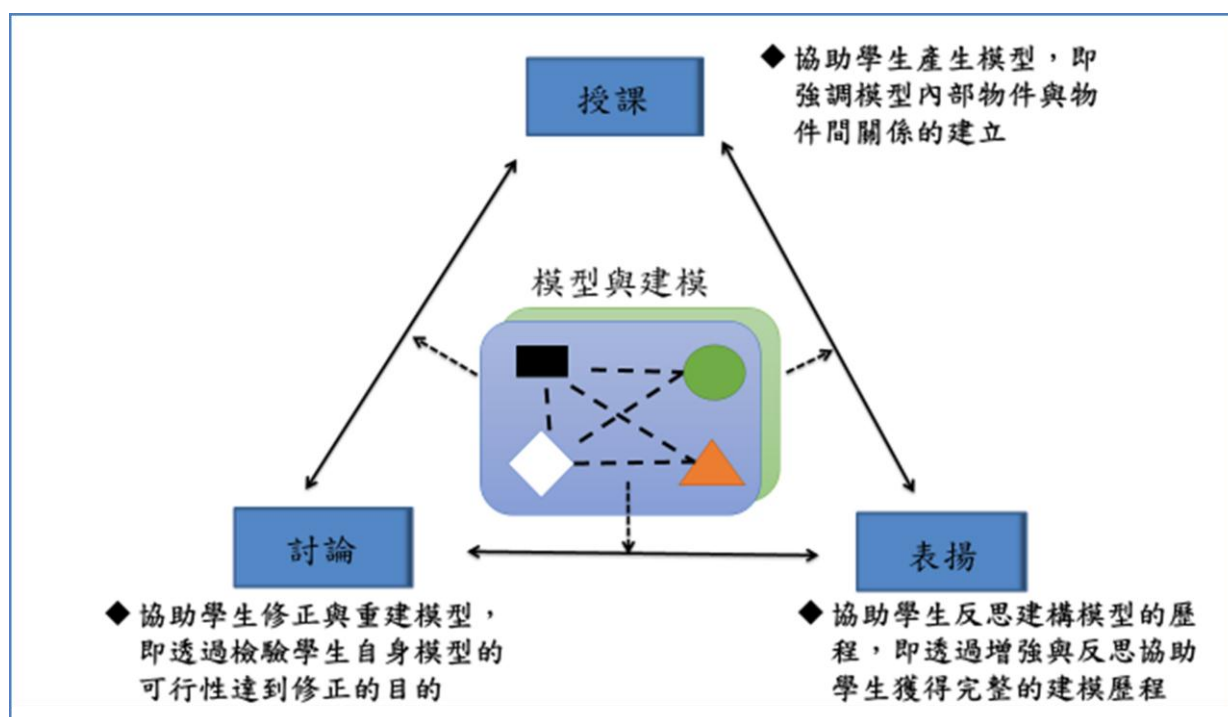 ◆ 協助學生產生模型，即
強調模型內部物件與物
件間關係的建立
授課
模型與建模
討論
◆ 協助學生修正與重建模型，
即透過檢驗學生自身模型的
可行性達到修正的目的
表揚
◆ 協助學生反思建構模型的歷
程，即透過增強與反思協助
學生獲得完整的建模歷程